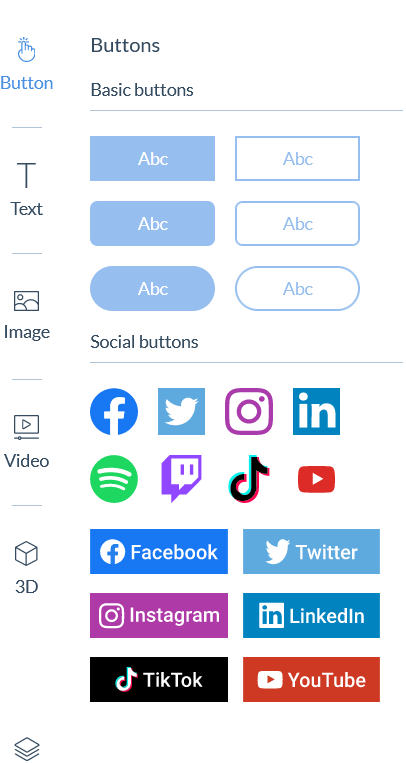 Button
Text
Image
Video
3D
Buttons
Basic buttons
Abc Abc
Abc Abc
Abc Abc
Social buttons
Facebook Twitter
Instagram LinkedIn
TikTok YouTube